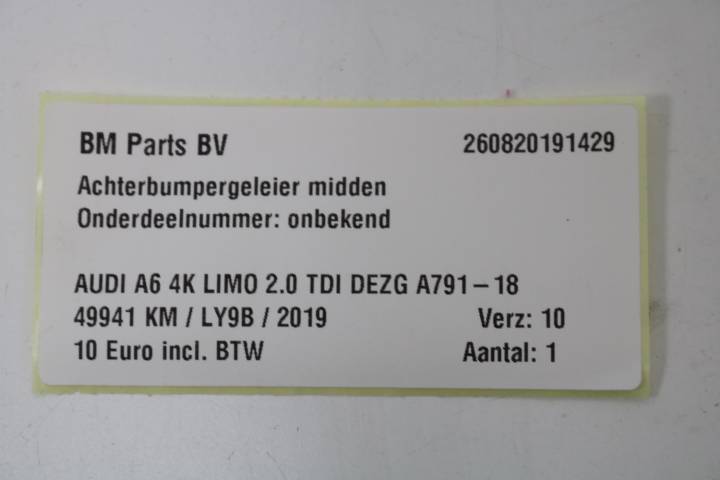 BM Parts BV 260820191429
Achterbumpergeleier midden
Onderdeelnummer: onbekend
AUDI A6 4K LIMO 2.0 TDI DEZG A791-18
49941 KM / LY9B / 2019 Verz: 10
10 Euro incl. BTW Aantal: 1